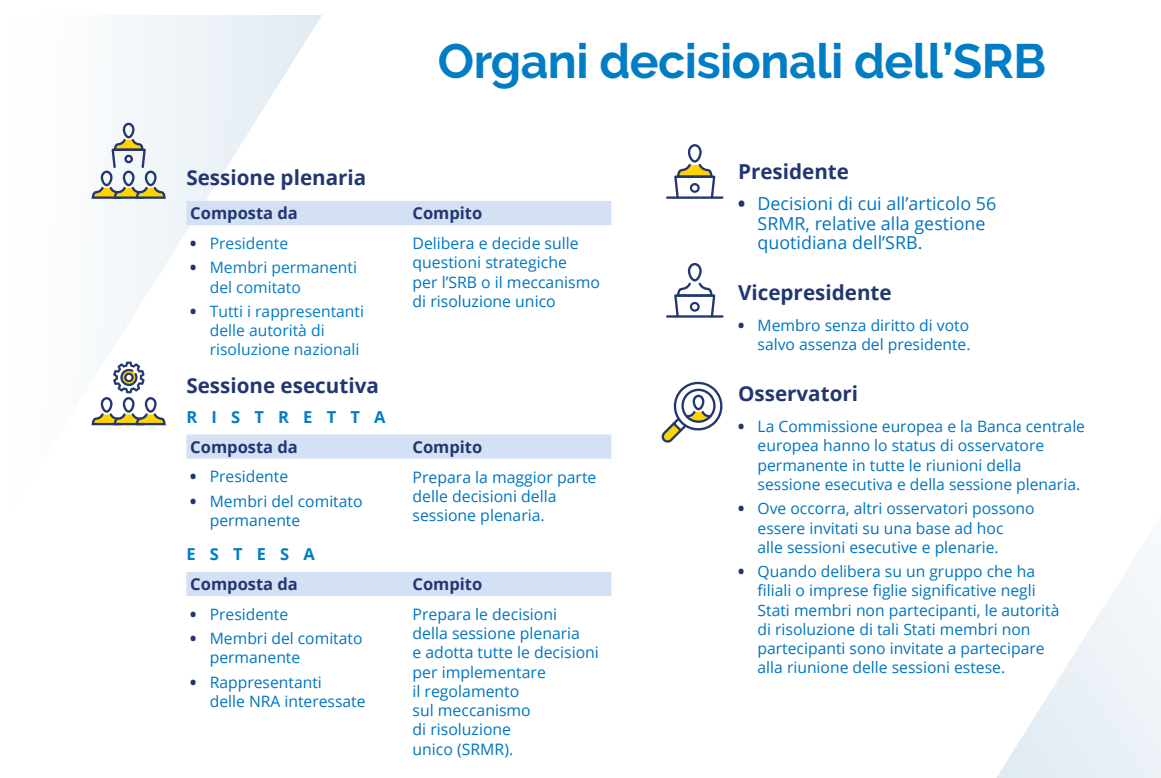 Organi decisionali dell’SRB
Sessione plenaria
Composta da
Compito
• Presidente
• Membri permanenti
del comitato
• Tutti i rappresentanti
delle autorità di
risoluzione nazionali
Delibera e decide sulle
questioni strategiche
per l’SRB o il meccanismo
di risoluzione unico
Sessione esecutiva
RISTRETTA
Composta da
Compito
• Presidente
• Membri del comitato
permanente
Prepara la maggior parte
delle decisioni della
sessione plenaria.
ESTESA
Composta da
Compito
• Presidente
• Membri del comitato
permanente
• Rappresentanti
delle NRA interessate
Prepara le decisioni
della sessione plenaria
e adotta tutte le decisioni
per implementare
il regolamento
sul meccanismo
di risoluzione
unico (SRMR).
Presidente
• Decisioni di cui all’articolo 56
SRMR, relative alla gestione
quotidiana dell’SRB.
Vicepresidente
• Membro senza diritto di voto
salvo assenza del presidente.
Osservatori
• La Commissione europea e la Banca centrale
europea hanno lo status di osservatore
permanente in tutte le riunioni della
sessione esecutiva e della sessione plenaria.
• Ove occorra, altri osservatori possono
essere invitati su una base ad hoc
alle sessioni esecutive e plenarie.
• Quando delibera su un gruppo che ha
filiali o imprese figlie significative negli
Stati membri non partecipanti, le autorità
di risoluzione di tali Stati membri non
partecipanti sono invitate a partecipare
alla riunione delle sessioni estese.